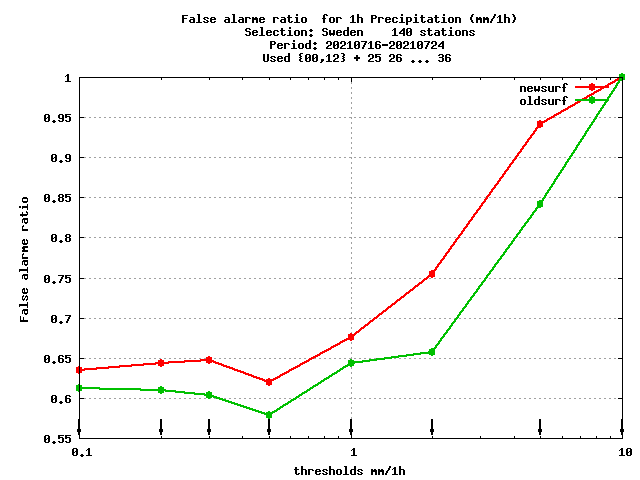 False alarme ratio  for 1h Precipitation (mm/1h)
Selection: Sweden    140 stations
Period: 20210716-20210724
Used {00,12} + 25 26 ... 36
newsurf
oldsurf
1
0.95
0.9
0.85
0.8
0.75
0.7
0.65
0.6
0.55
False alarme ratio
0.1
1
10
thresholds mm/1h